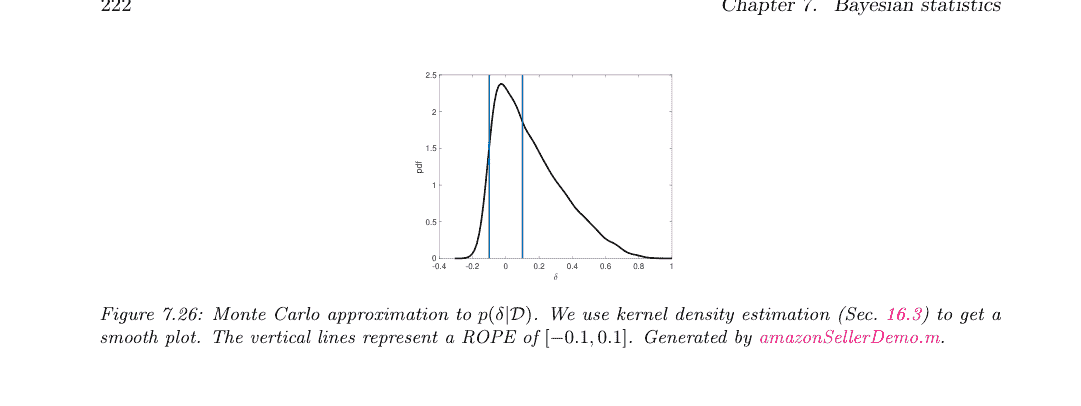 222 Chapter 7. Bayesian statistics
2.5
2
1.5
1
0.5
0
pdf
-0.4 -0.2 0 0.2 0.4 0.6 0.8 1
δ
Figure 7.26: Monte Carlo approximation to p(δ|𝒟). We use kernel density estimation (Sec. 16.3) to get a
smooth plot. The vertical lines represent a ROPE of [−0.1, 0.1]. Generated by amazonSellerDemo.m.